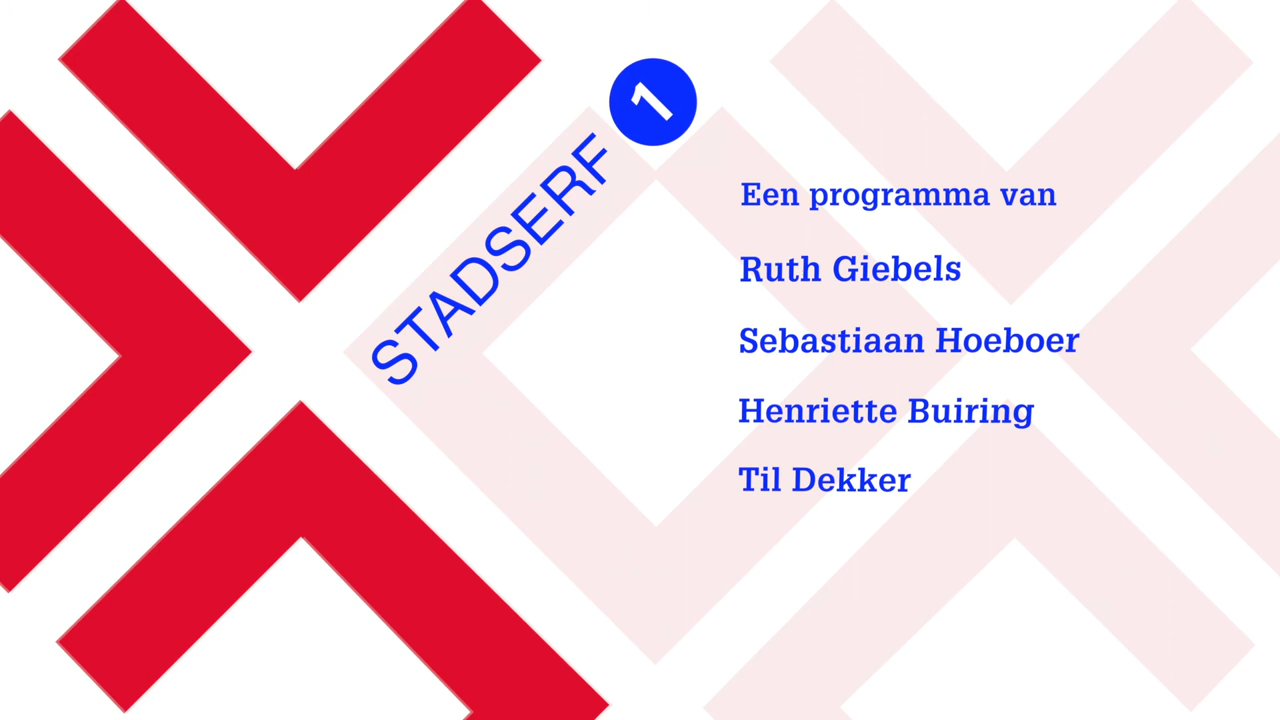 STADSERF 1
Een programma van
Ruth Giebels
Sebastiaan Hoeboer
Henriette Buiring
Til Dekker